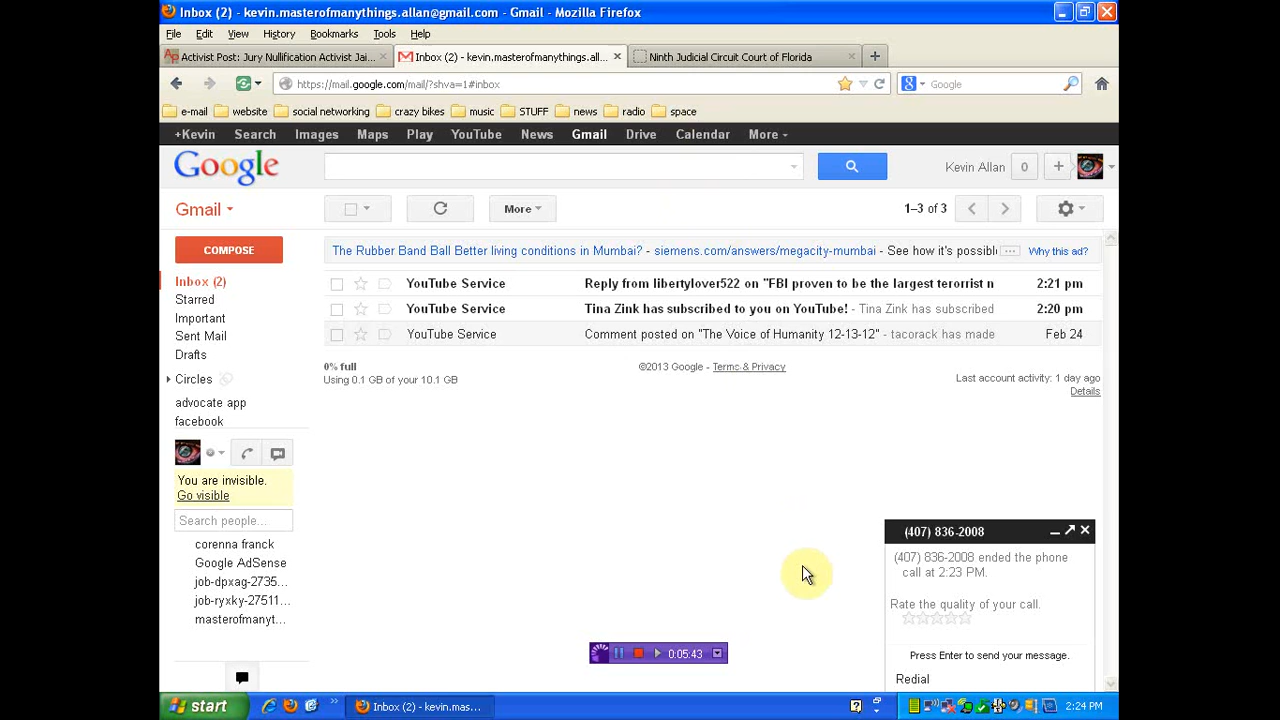 Inbox (2) - kevin.masterofmanythings.allan@gmail.com - Gmail - Mozilla Firefox
File Edit View History Bookmarks Tools Help
Activist Post: Jury Nullification Activist Jai... Inbox (2) - kevin.masterofmanythings.all... Ninth Judicial Circuit Court of Florida
https://mail.google.com/mail/?shva=1#inbox Google
e-mail website social networking crazy bikes music STUFF news radio space
+Kevin Search Images Maps Play YouTube News Gmail Drive Calendar More
Google Kevin Allan 0 +
Gmail More 1–3 of 3
COMPOSE
The Rubber Band Ball Better living conditions in Mumbai? - siemens.com/answers/megacity-mumbai - See how it's possibl ... Why this ad?
Inbox (2)
YouTube Service Reply from libertylover522 on "FBI proven to be the largest terrorist n 2:21 pm
Starred
YouTube Service Tina Zink has subscribed to you on YouTube! - Tina Zink has subscribed 2:20 pm
Important
YouTube Service Comment posted on "The Voice of Humanity 12-13-12" - tacorack has made Feb 24
Sent Mail
Drafts
0% full
Using 0.1 GB of your 10.1 GB
©2013 Google - Terms & Privacy
Last account activity: 1 day ago
Details
Circles
advocate app
facebook
You are invisible.
Go visible
Search people...
corenna franck
Google AdSense
job-dpxag-2735...
job-ryxky-27511...
masterofmanyt...
(407) 836-2008
(407) 836-2008 ended the phone
call at 2:23 PM.
Rate the quality of your call.
Press Enter to send your message.
Redial
0:05:43
start Inbox (2) - kevin.mas... 2:24 PM